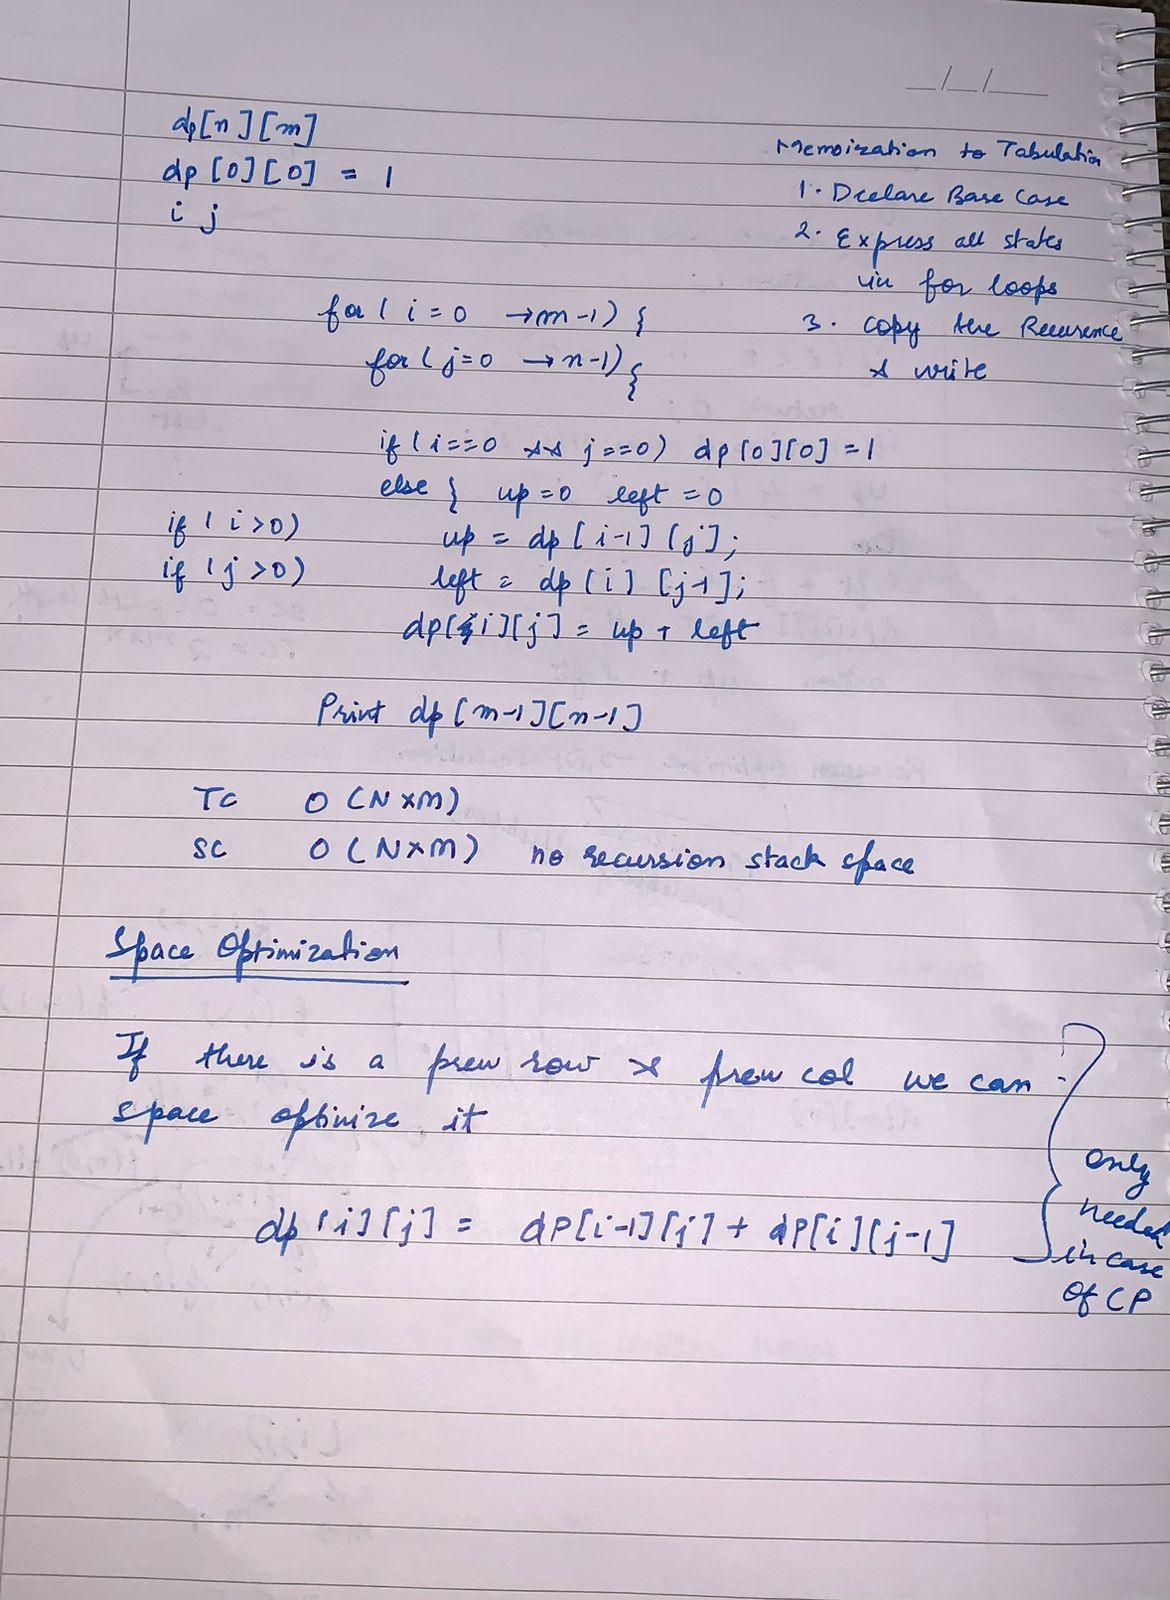 __/__/____
dp[n][m]
dp[0][0] = 1
i j
Memoization to Tabulation
1. Declare Base Case
2. Express all states
in for loops
3. Copy the Recurrence
& write
for ( i = 0 → m-1) {
for ( j = 0 → n-1) {
if ( i==0 && j==0) dp[0][0] = 1
else { up = 0 left = 0
if ( i > 0) up = dp[i-1][j];
if ( j > 0) left = dp[i][j-1];
dp[i][j] = up + left
Print dp[m-1][n-1]
TC O(N×M)
SC O(N×M) no recursion stack space
Space Optimization
If there is a prev row & prev col we can
space optimize it
dp[i][j] = dp[i-1][j] + dp[i][j-1]
only
needed
in case
of CP